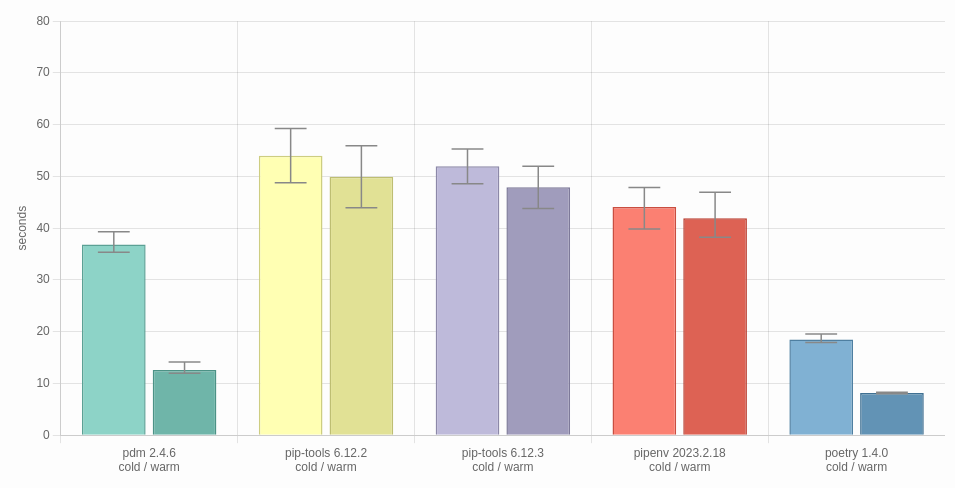 80
70
60
50
40
30
20
10
0
seconds
pdm 2.4.6
cold / warm
pip-tools 6.12.2
cold / warm
pip-tools 6.12.3
cold / warm
pipenv 2023.2.18
cold / warm
poetry 1.4.0
cold / warm